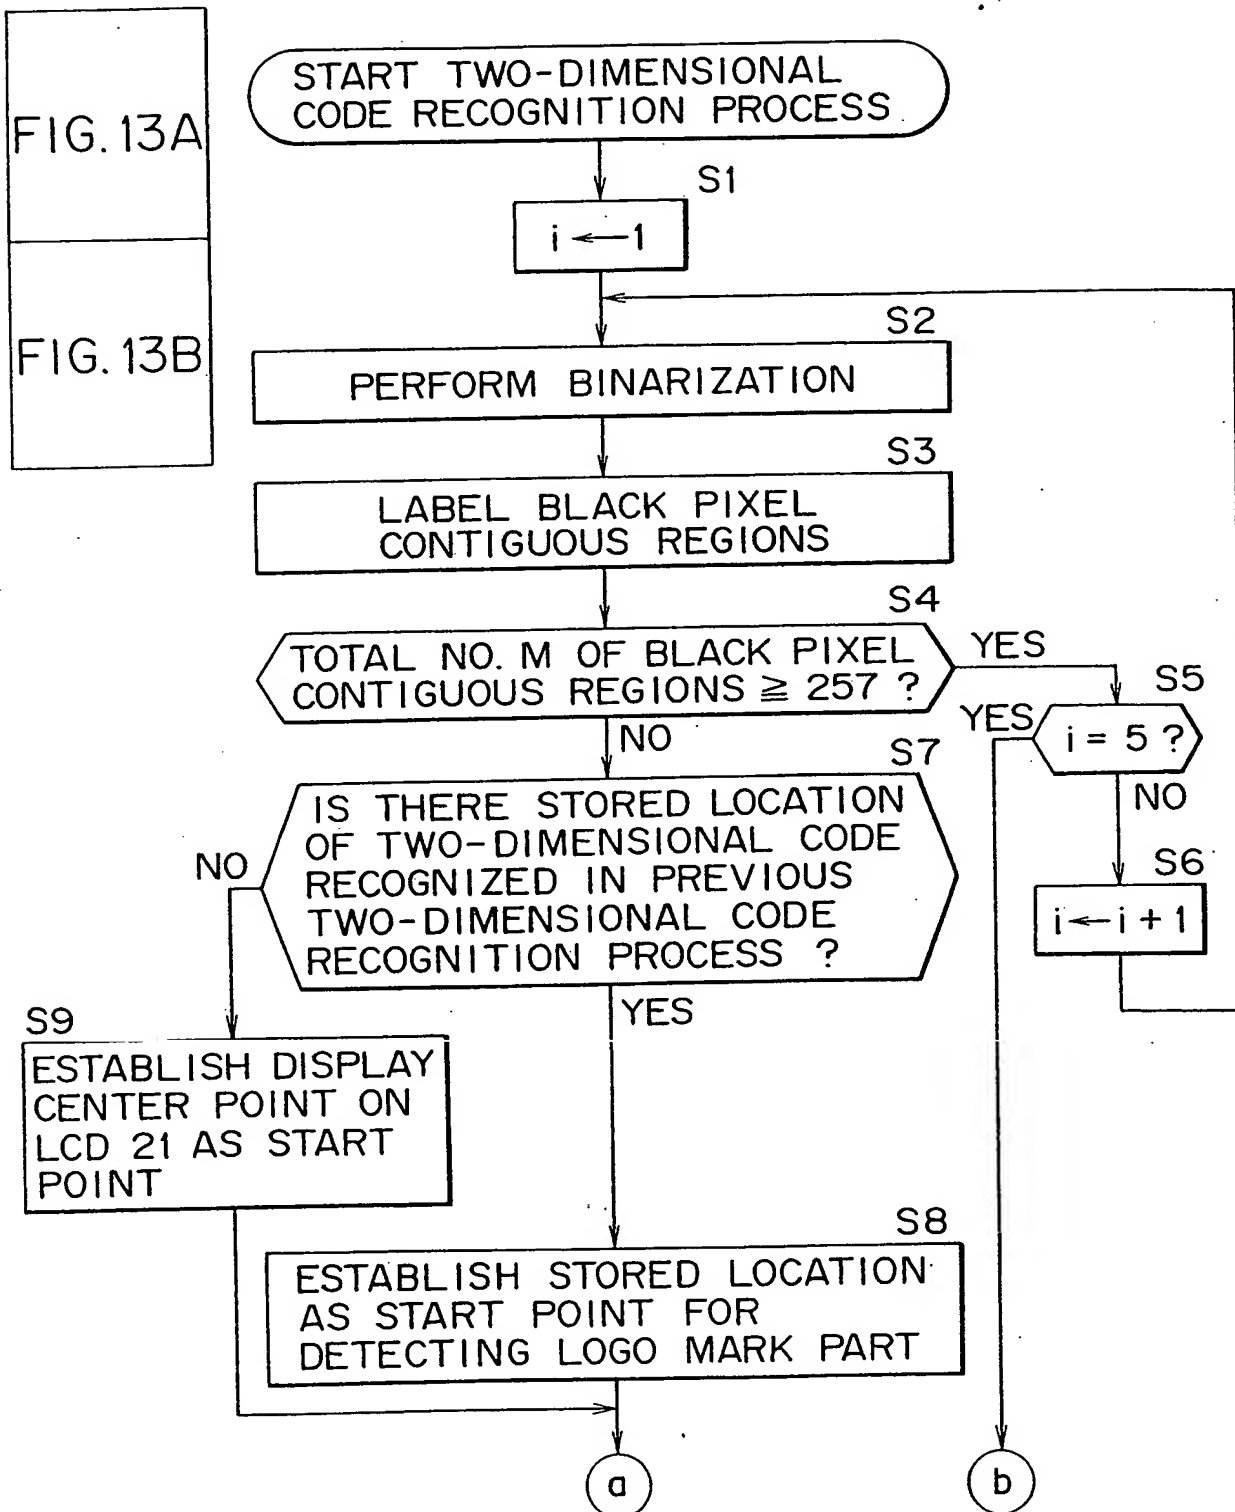 FIG. 13A
FIG. 13B
START TWO-DIMENSIONAL
CODE RECOGNITION PROCESS
S1
i ← 1
S2
PERFORM BINARIZATION
S3
LABEL BLACK PIXEL
CONTIGUOUS REGIONS
S4
TOTAL NO. M OF BLACK PIXEL
CONTIGUOUS REGIONS ≧ 257 ?
YES
S5
i = 5 ?
YES
NO
S6
i ← i + 1
NO
S7
IS THERE STORED LOCATION
OF TWO-DIMENSIONAL CODE
RECOGNIZED IN PREVIOUS
TWO-DIMENSIONAL CODE
RECOGNITION PROCESS ?
NO
YES
S9
ESTABLISH DISPLAY
CENTER POINT ON
LCD 21 AS START
POINT
S8
ESTABLISH STORED LOCATION
AS START POINT FOR
DETECTING LOGO MARK PART
a
b